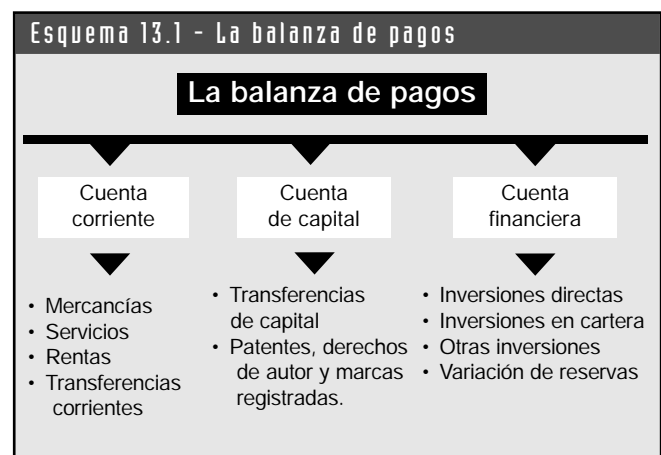 Esquema 13.1 - La balanza de pagos
La balanza de pagos
Cuenta
corriente
Cuenta
de capital
Cuenta
financiera
• Mercancías
• Servicios
• Rentas
• Transferencias
corrientes
• Transferencias
de capital
• Patentes, derechos
de autor y marcas
registradas.
• Inversiones directas
• Inversiones en cartera
• Otras inversiones
• Variación de reservas